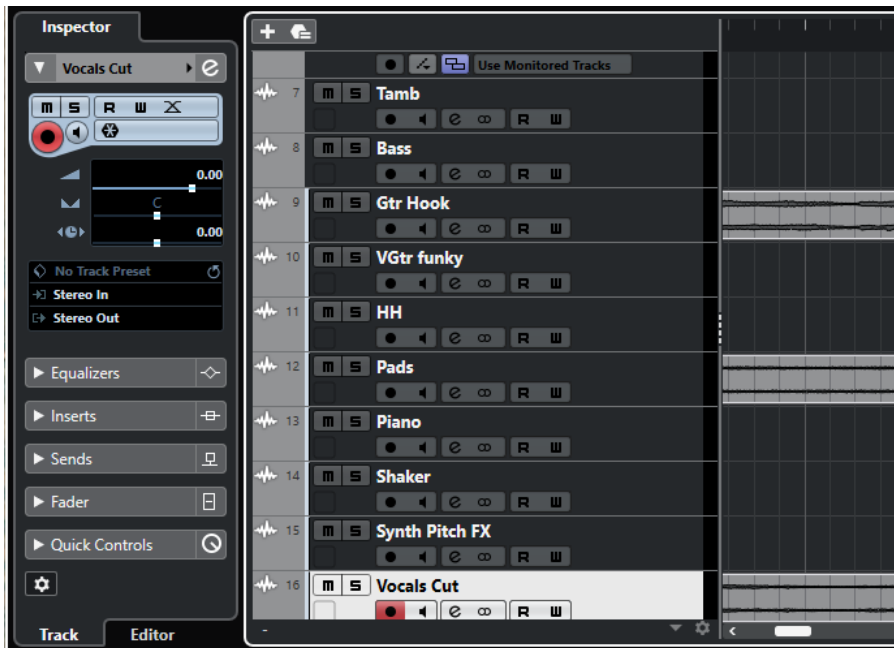 Inspector
Vocals Cut e
m S R W
0.00
C
0.00
No Track Preset
Stereo In
Stereo Out
Equalizers
Inserts
Sends
Fader
Quick Controls
Track Editor
+
Use Monitored Tracks
7 m S Tamb
e R W
8 m S Bass
e R W
9 m S Gtr Hook
e R W
10 m S VGtr funky
e R W
11 m S HH
e R W
12 m S Pads
e R W
13 m S Piano
e R W
14 m S Shaker
e R W
15 m S Synth Pitch FX
e R W
16 m S Vocals Cut
e R W
-